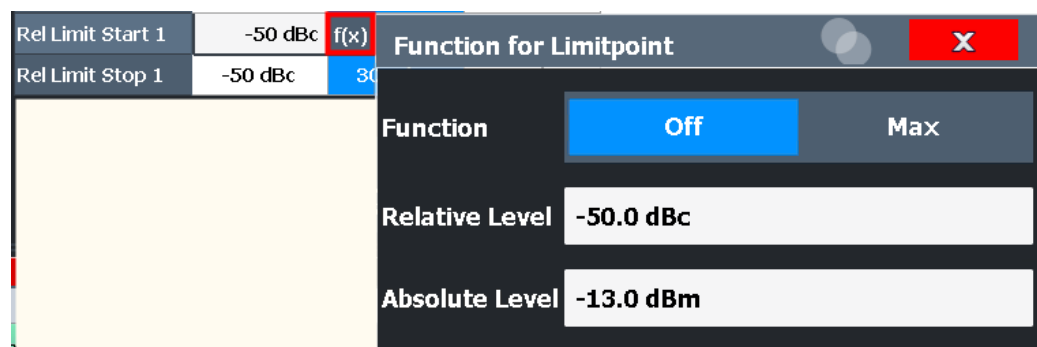 Rel Limit Start 1 -50 dBc f(x)
Rel Limit Stop 1 -50 dBc
Function for Limitpoint X
Function Off Max
Relative Level -50.0 dBc
Absolute Level -13.0 dBm